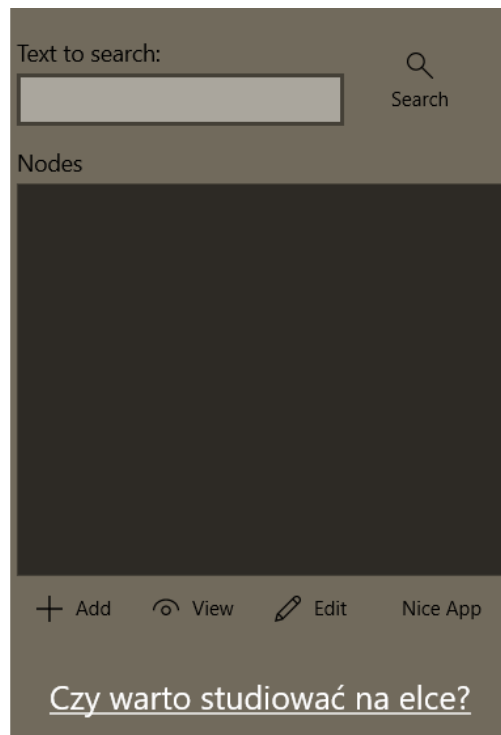 Text to search:
Search
Nodes
Add View Edit Nice App
Czy warto studiować na elce?